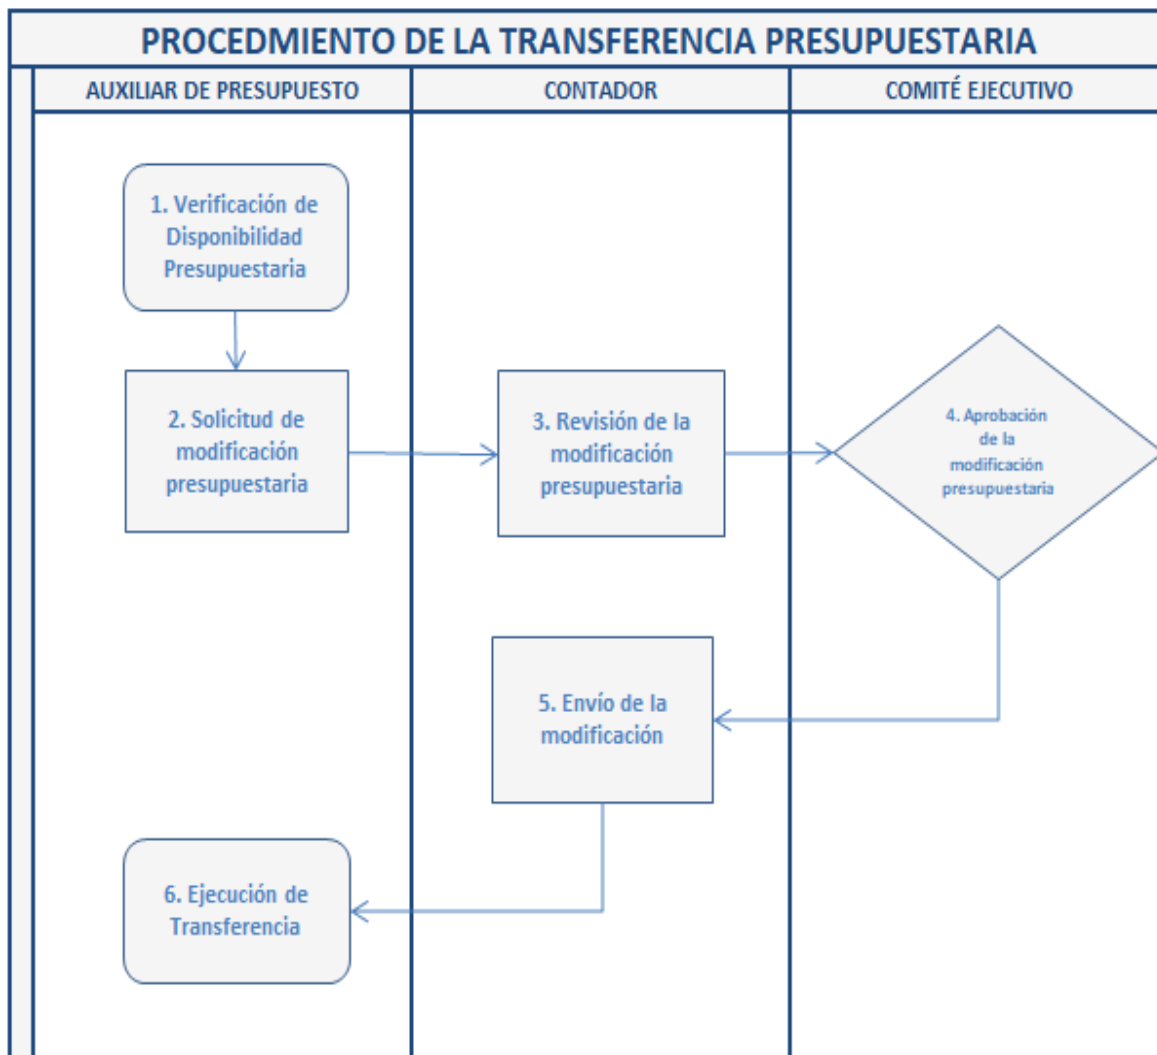 PROCEDMIENTO DE LA TRANSFERENCIA PRESUPUESTARIA
AUXILIAR DE PRESUPUESTO
CONTADOR
COMITÉ EJECUTIVO
1. Verificación de
Disponibilidad
Presupuestaria
2. Solicitud de
modificación
presupuestaria
3. Revisión de la
modificación
presupuestaria
4. Aprobación
de la
modificación
presupuestaria
5. Envío de la
modificación
6. Ejecución de
Transferencia